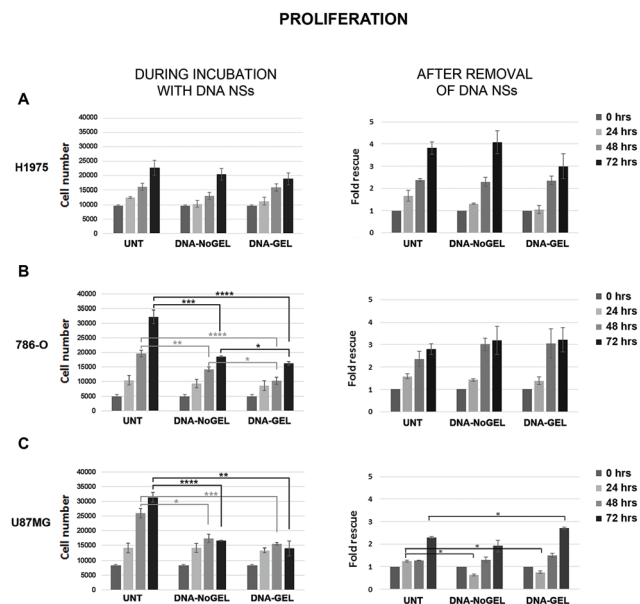 PROLIFERATION
DURING INCUBATION
WITH DNA NSs
AFTER REMOVAL
OF DNA NSs
A
H1975
Cell number
40000
35000
30000
25000
20000
15000
10000
5000
0
UNT DNA-NoGEL DNA-GEL
Fold rescue
5
4
3
2
1
0
UNT DNA-NoGEL DNA-GEL
0 hrs
24 hrs
48 hrs
72 hrs
B
786-O
Cell number
40000
35000
30000
25000
20000
15000
10000
5000
0
****
***
****
**
*
*
UNT DNA-NoGEL DNA-GEL
Fold rescue
5
4
3
2
1
0
UNT DNA-NoGEL DNA-GEL
0 hrs
24 hrs
48 hrs
72 hrs
C
U87MG
Cell number
40000
35000
30000
25000
20000
15000
10000
5000
0
**
****
***
*
UNT DNA-NoGEL DNA-GEL
Fold rescue
5
4
3
2
1
0
*
*
*
UNT DNA-NoGEL DNA-GEL
0 hrs
24 hrs
48 hrs
72 hrs